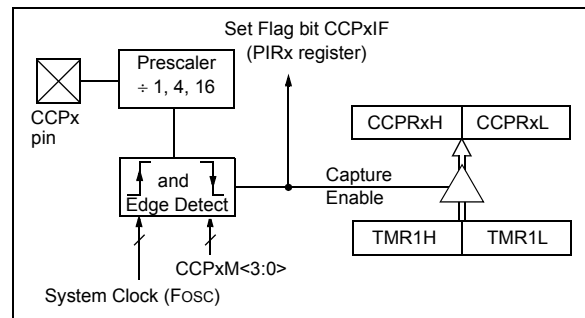 Set Flag bit CCPxIF
(PIRx register)
Prescaler
÷ 1, 4, 16
CCPx
pin
CCPRxH
CCPRxL
and
Edge Detect
Capture
Enable
TMR1H
TMR1L
CCPxM<3:0>
System Clock (FOSC)